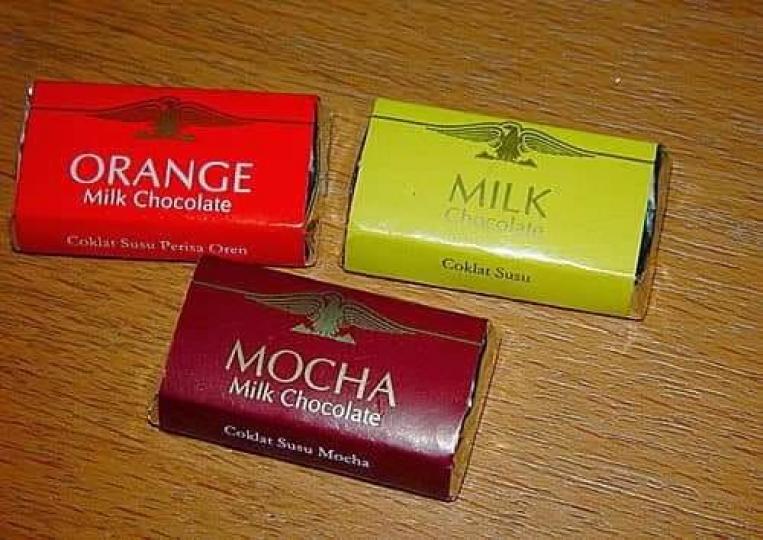 ORANGE
Milk Chocolate
Coklat Susu Perisa Oren
MILK
Chocolate
Coklat Susu
MOCHA
Milk Chocolate
Coklat Susu Mocha